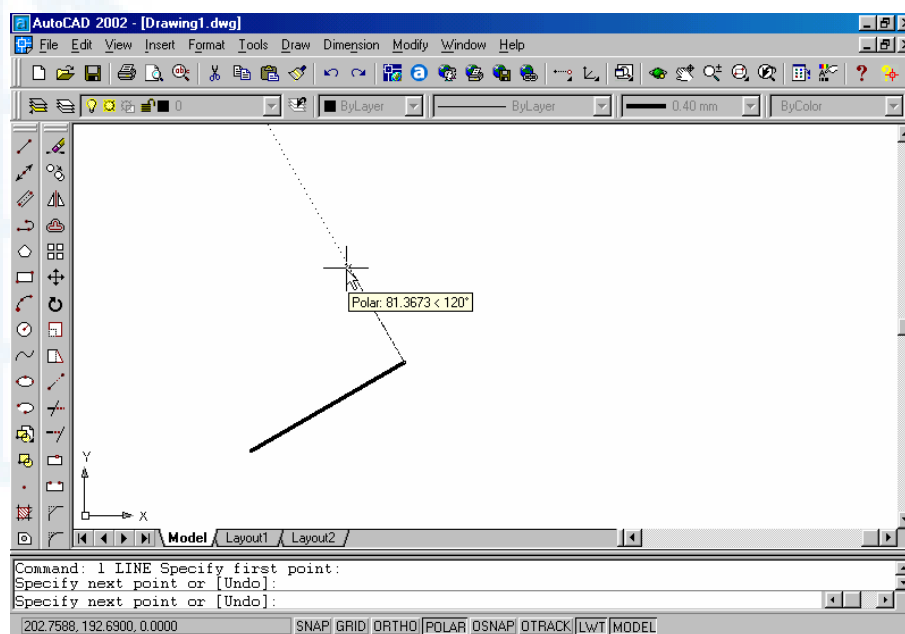 AutoCAD 2002 - [Drawing1.dwg]
File Edit View Insert Format Tools Draw Dimension Modify Window Help
0 ByLayer ByLayer 0.40 mm ByColor
Polar: 81.3673 < 120°
Y
X
Model Layout1 Layout2
Command: l LINE Specify first point:
Specify next point or [Undo]:
Specify next point or [Undo]:
202.7588, 192.6900, 0.0000 SNAP GRID ORTHO POLAR OSNAP OTRACK LWT MODEL